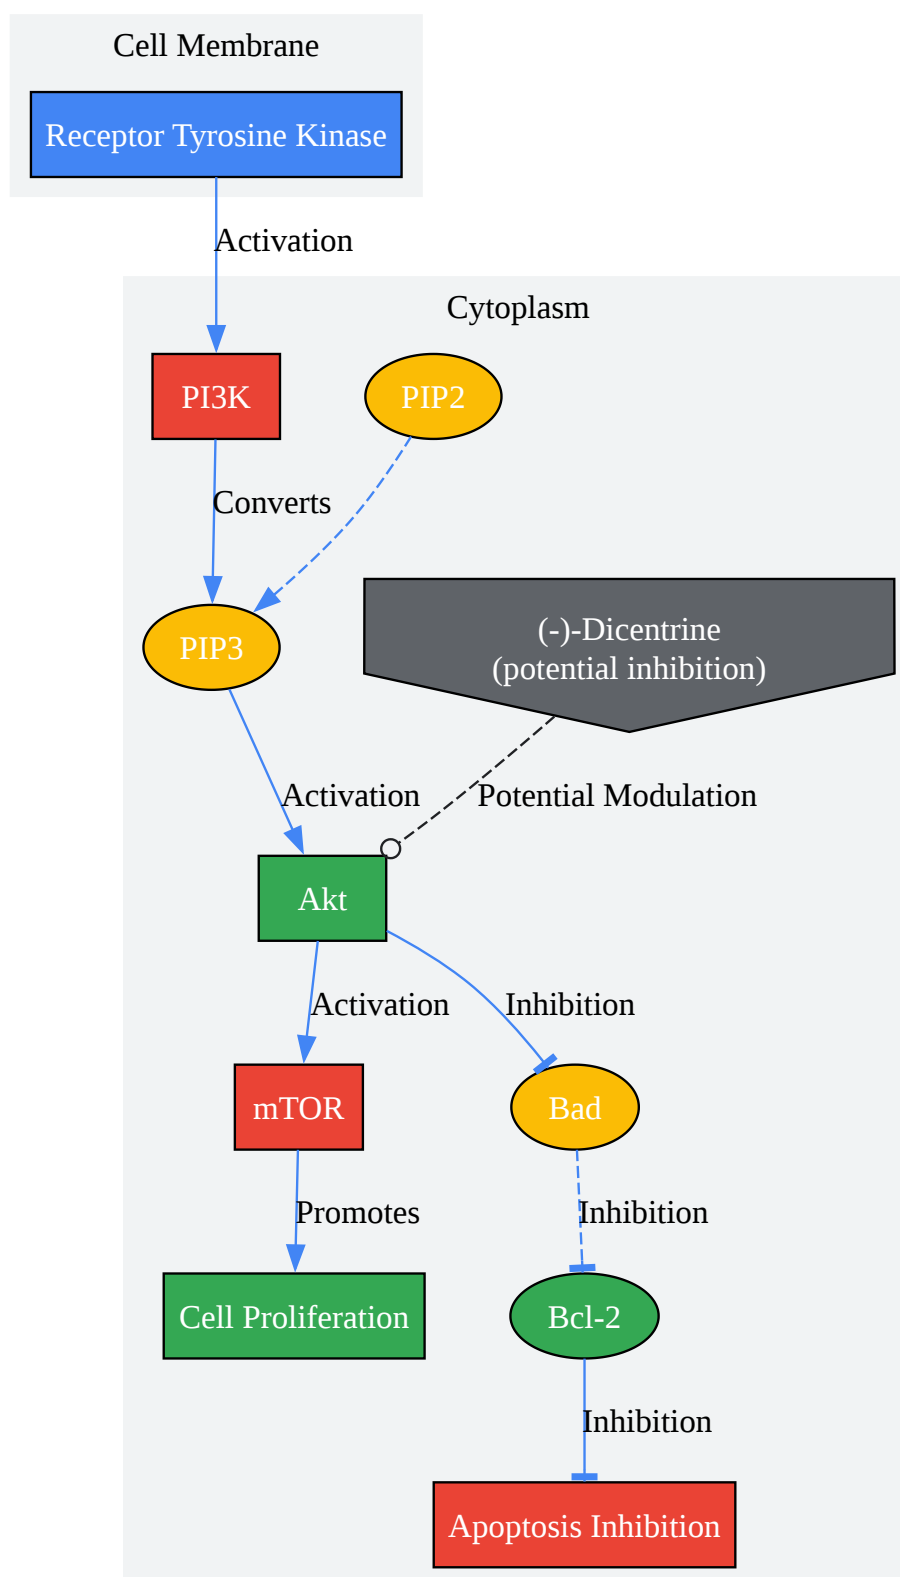 Cell Membrane
Receptor Tyrosine Kinase
Activation
Cytoplasm
PI3K
PIP2
Converts
PIP3
(-)-Dicentrine
(potential inhibition)
Activation
Potential Modulation
Akt
Activation
Inhibition
mTOR
Bad
Promotes
Inhibition
Cell Proliferation
Bcl-2
Inhibition
Apoptosis Inhibition